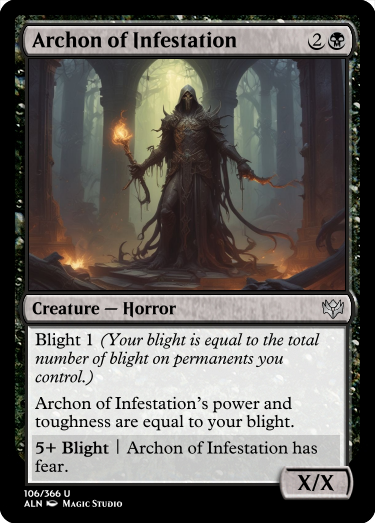 Archon of Infestation 2
Creature — Horror
Blight 1 (Your blight is equal to the total
number of blight on permanents you
control.)
Archon of Infestation's power and
toughness are equal to your blight.
5+ Blight | Archon of Infestation has
fear.
X/X
106/366 U
ALN Magic Studio